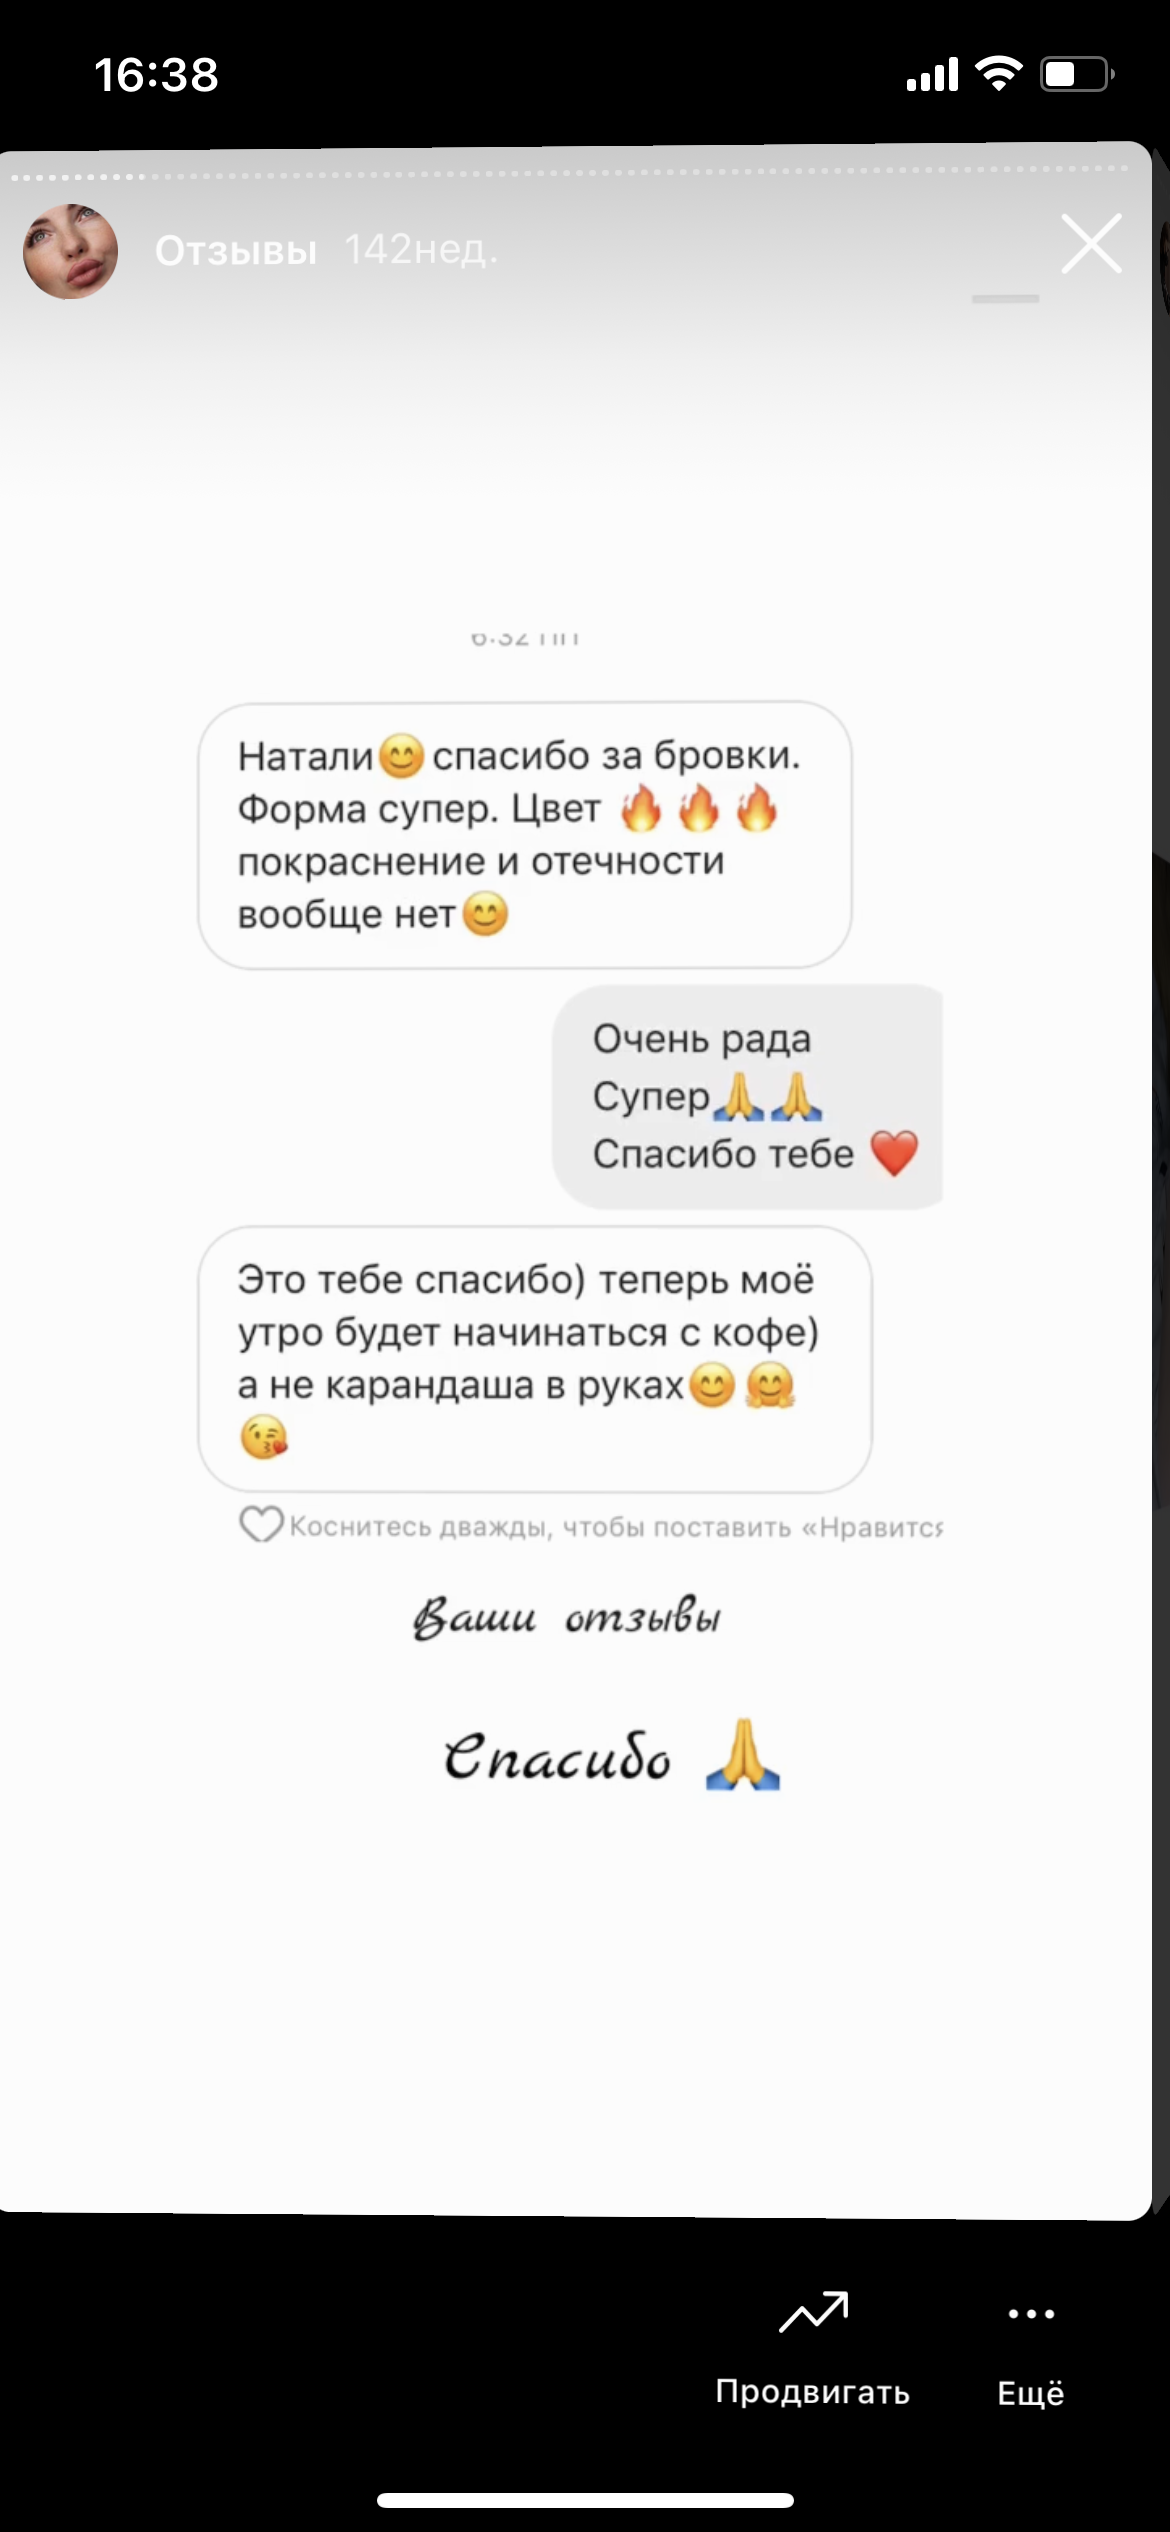 16:38
Отзывы 142нед.
Натали😊спасибо за бровки.
Форма супер. Цвет 🔥🔥🔥
покраснение и отечности
вообще нет😊
Очень рада
Супер🙏🙏
Спасибо тебе ❤️
Это тебе спасибо) теперь моё
утро будет начинаться с кофе)
а не карандаша в руках😊🤗
😘
Коснитесь дважды, чтобы поставить «Нравится
Ваши отзывы
Спасибо 🙏
Продвигать
Ещё